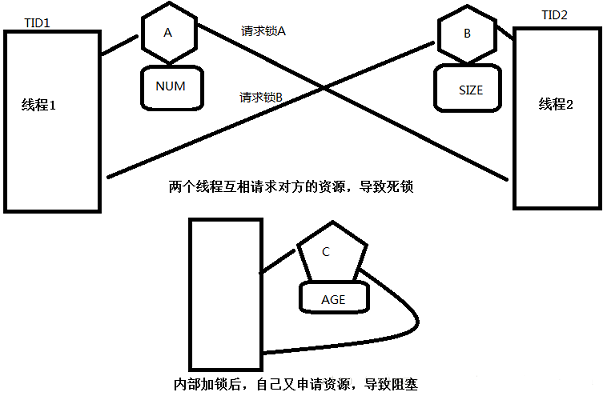 TID1
TID2
A
请求锁A
B
NUM
SIZE
线程1
请求锁B
线程2
两个线程互相请求对方的资源，导致死锁
C
AGE
内部加锁后，自己又申请资源，导致阻塞